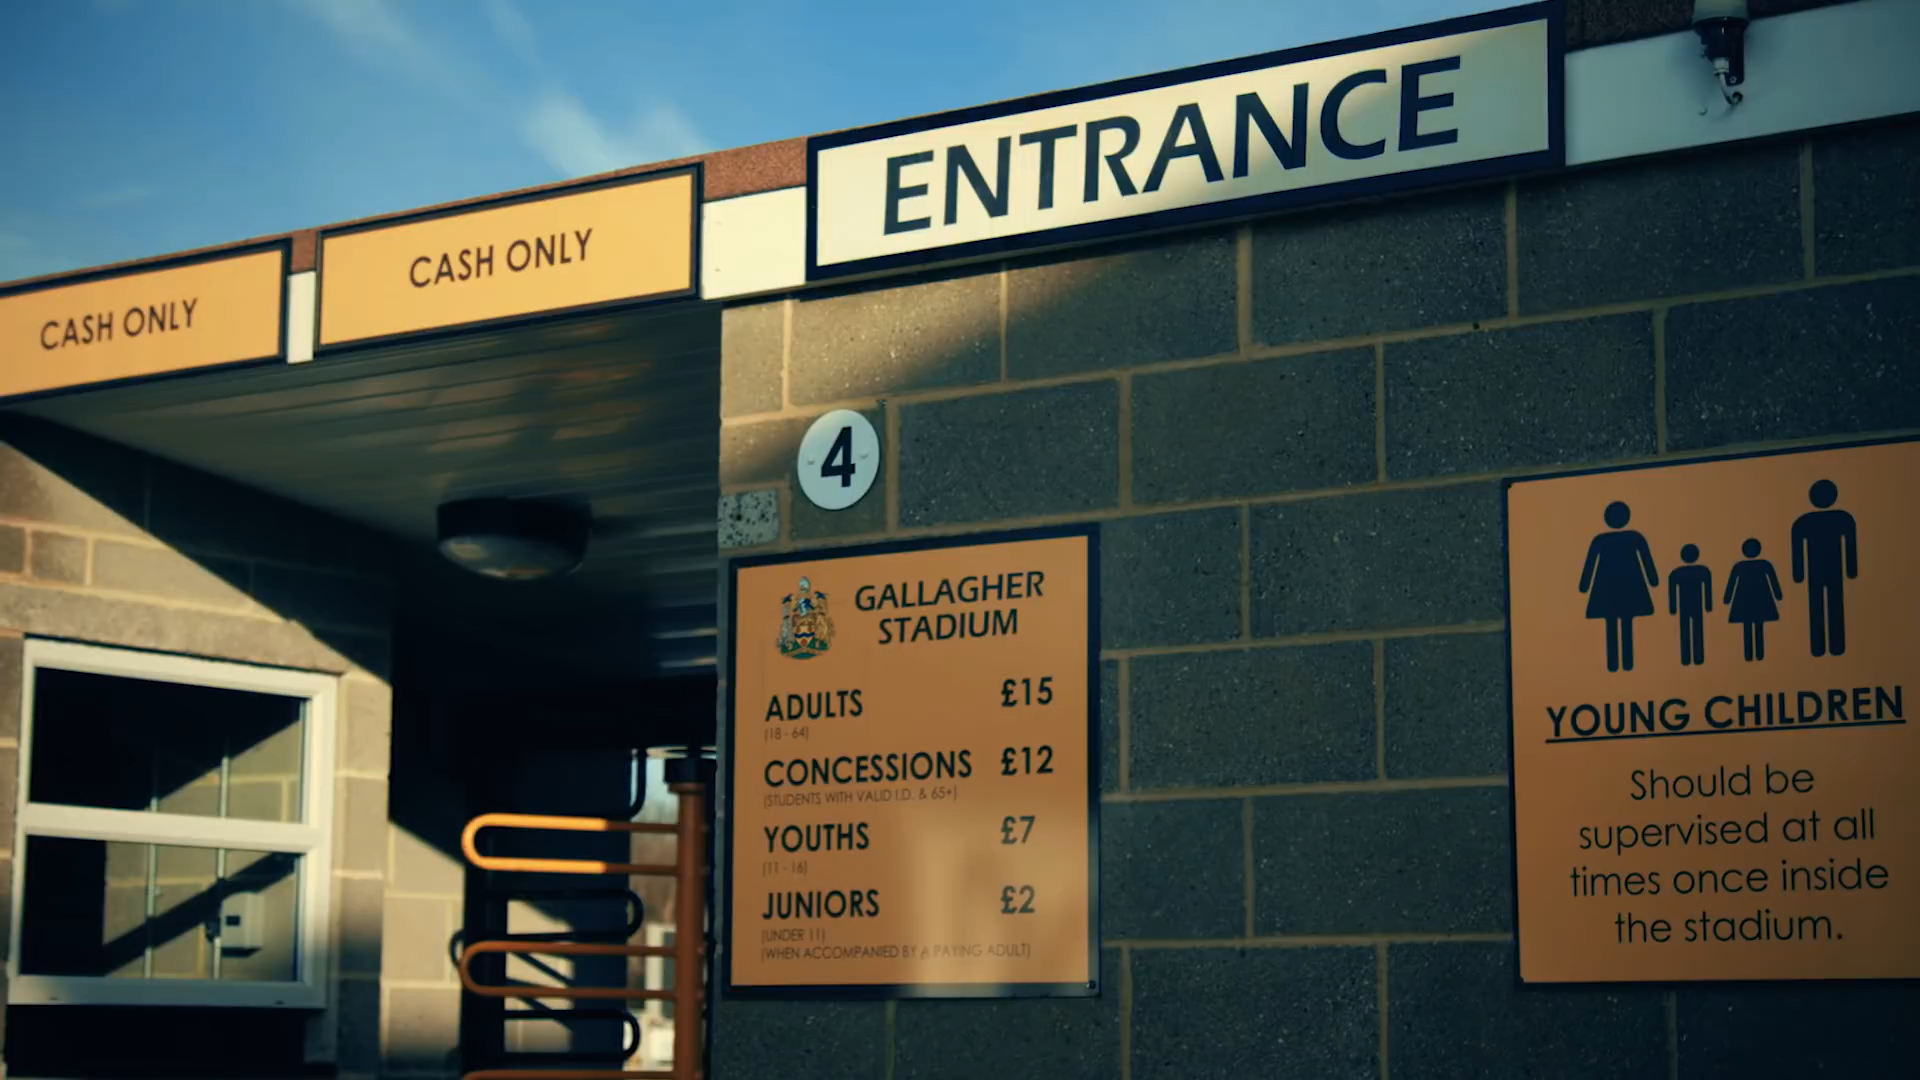 ENTRANCE
CASH ONLY
CASH ONLY
4
GALLAGHER
STADIUM
ADULTS £15
(18 - 64)
CONCESSIONS £12
(STUDENTS WITH VALID I.D. & 65+)
YOUTHS £7
(11 - 16)
JUNIORS £2
(UNDER 11)
(WHEN ACCOMPANIED BY A PAYING ADULT)
YOUNG CHILDREN
Should be
supervised at all
times once inside
the stadium.